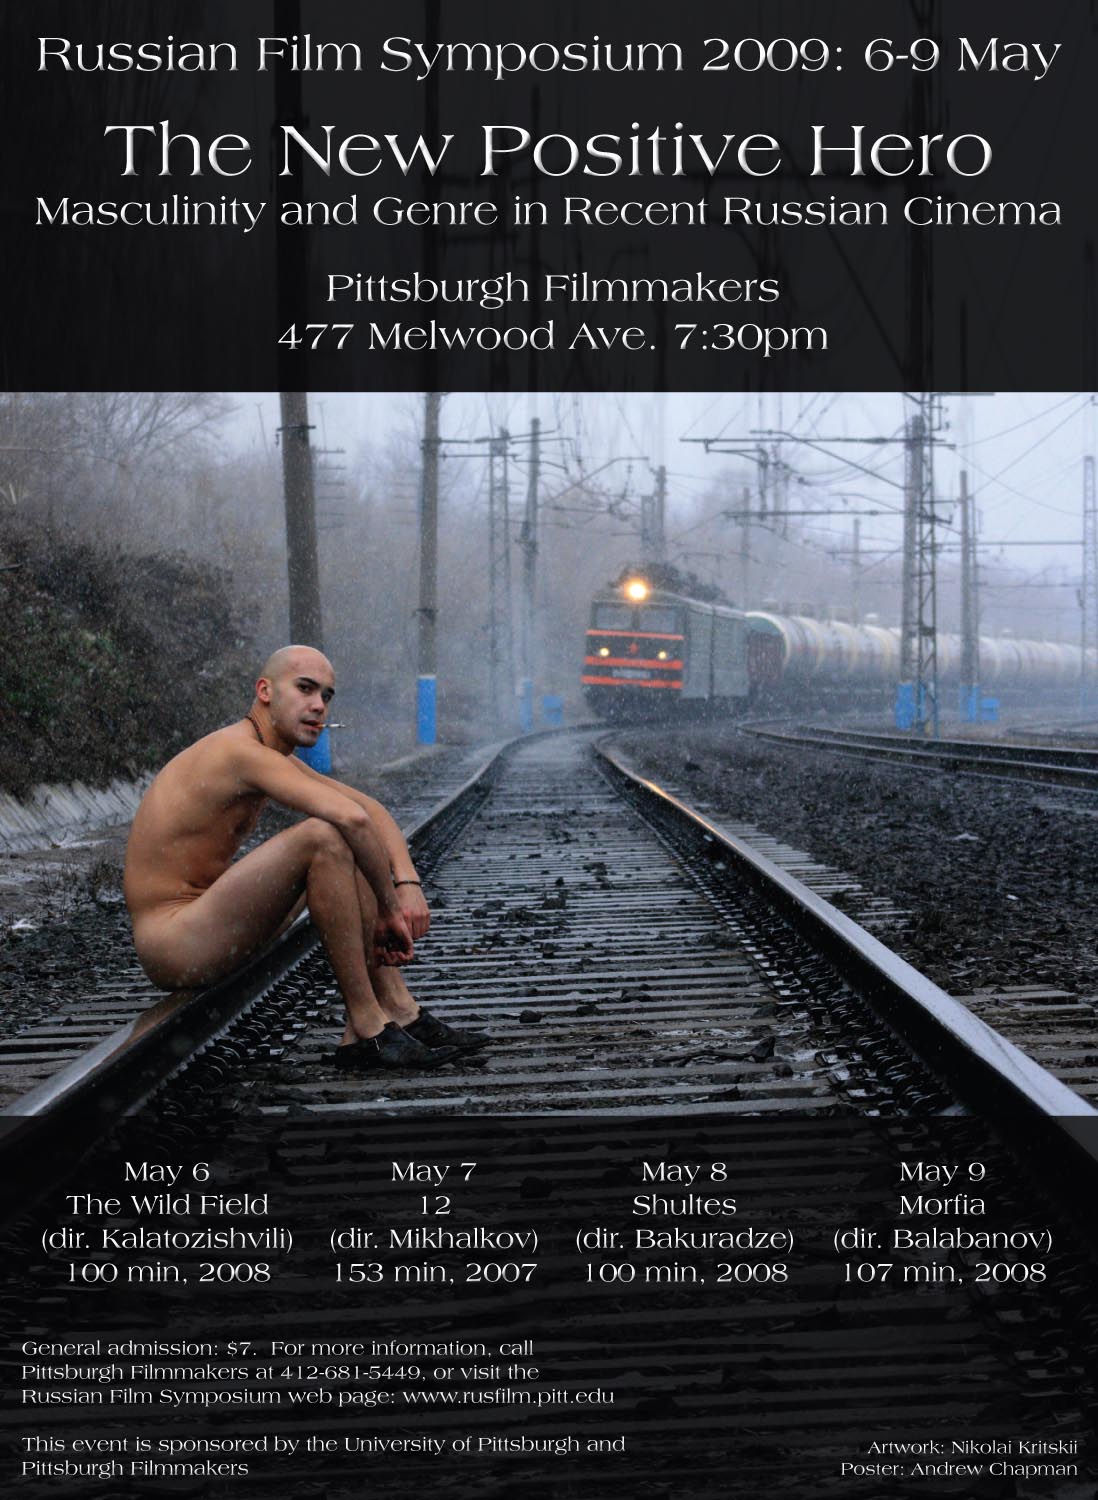 Russian Film Symposium 2009: 6-9 May
The New Positive Hero
Masculinity and Genre in Recent Russian Cinema
Pittsburgh Filmmakers
477 Melwood Ave. 7:30pm
May 6
The Wild Field
(dir. Kalatozishvili)
100 min, 2008
May 7
12
(dir. Mikhalkov)
153 min, 2007
May 8
Shultes
(dir. Bakuradze)
100 min, 2008
May 9
Morfia
(dir. Balabanov)
107 min, 2008
General admission: $7.  For more information, call
Pittsburgh Filmmakers at 412-681-5449, or visit the
Russian Film Symposium web page: www.rusfilm.pitt.edu
This event is sponsored by the University of Pittsburgh and
Pittsburgh Filmmakers
Artwork: Nikolai Kritskii
Poster: Andrew Chapman